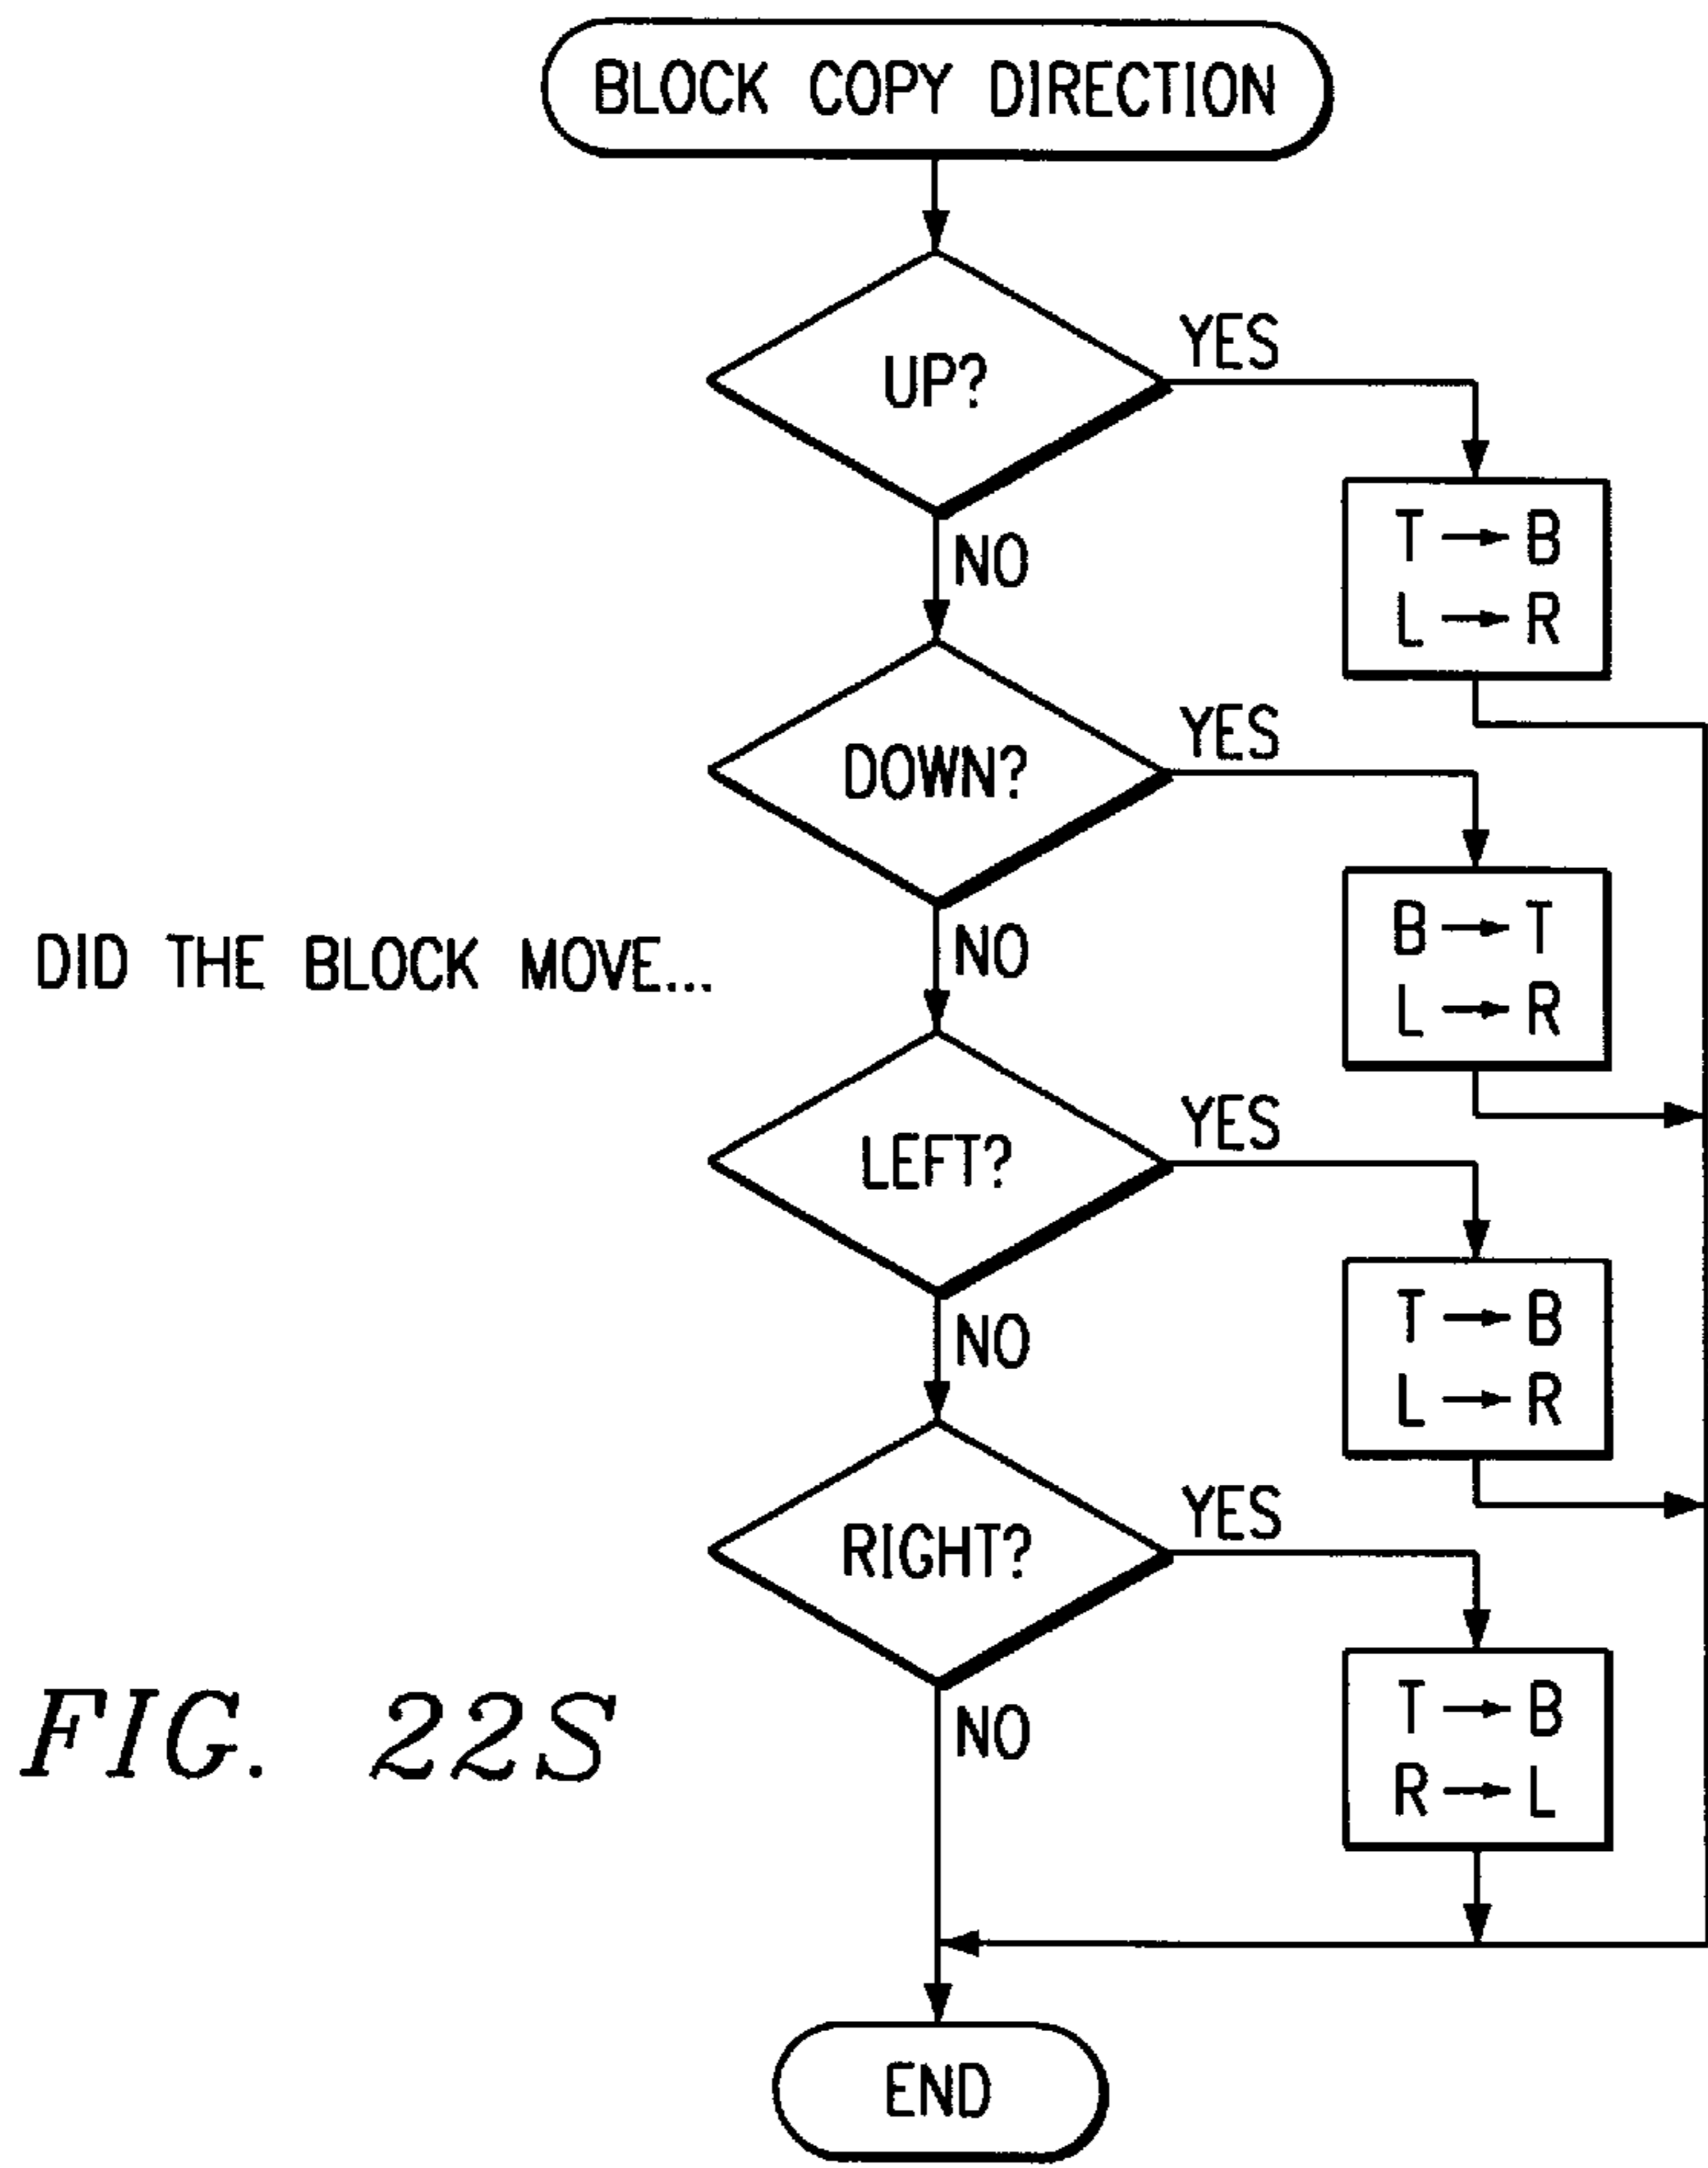 BLOCK COPY DIRECTION
UP?
YES
T → B
L → R
NO
DOWN?
YES
B → T
L → R
NO
DID THE BLOCK MOVE...
LEFT?
YES
T → B
L → R
NO
RIGHT?
YES
T → B
R → L
NO
FIG. 22S
END